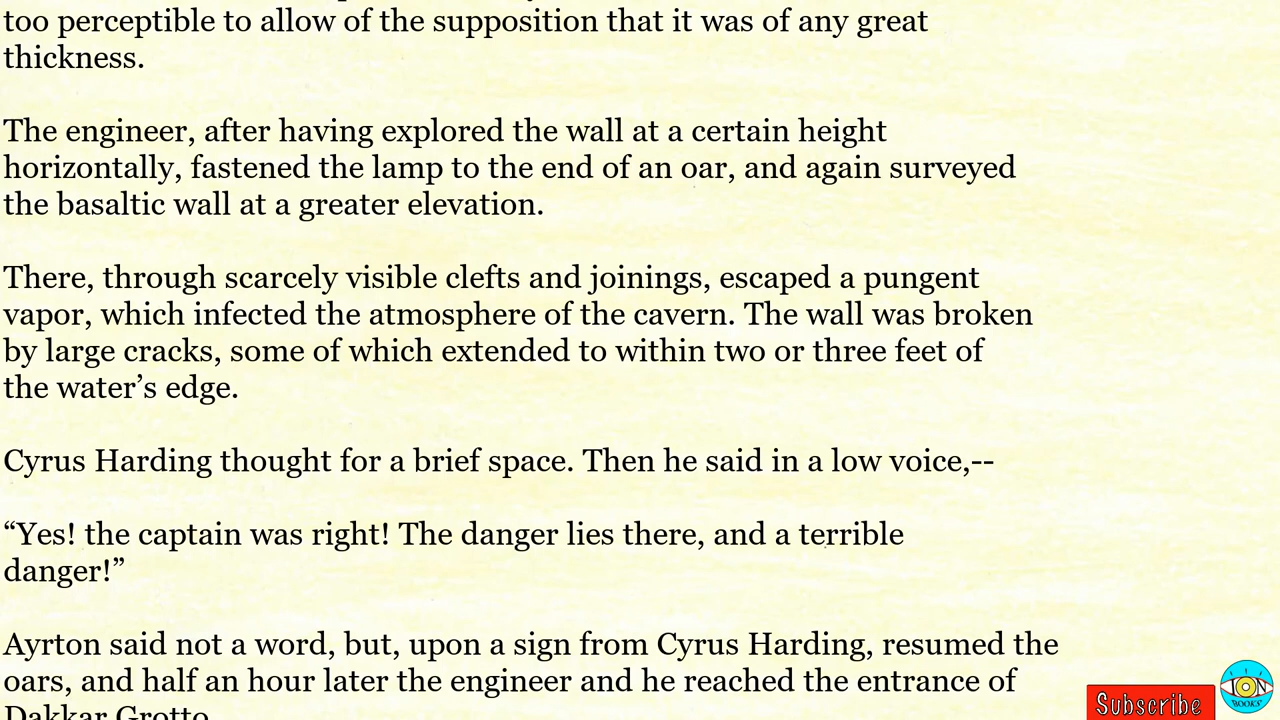 too perceptible to allow of the supposition that it was of any great
thickness.
The engineer, after having explored the wall at a certain height
horizontally, fastened the lamp to the end of an oar, and again surveyed
the basaltic wall at a greater elevation.
There, through scarcely visible clefts and joinings, escaped a pungent
vapor, which infected the atmosphere of the cavern. The wall was broken
by large cracks, some of which extended to within two or three feet of
the water’s edge.
Cyrus Harding thought for a brief space. Then he said in a low voice,--
“Yes! the captain was right! The danger lies there, and a terrible
danger!”
Ayrton said not a word, but, upon a sign from Cyrus Harding, resumed the
oars, and half an hour later the engineer and he reached the entrance of
Dakkar Grotto.
Subscribe
ION
BOOKS